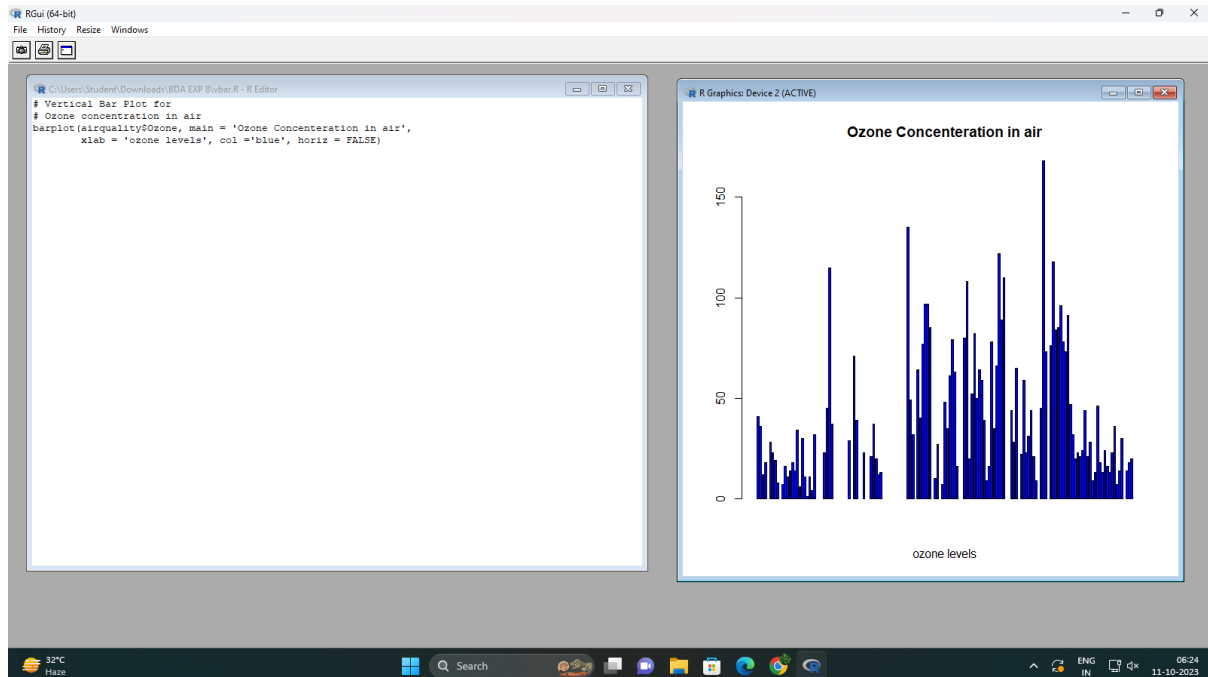 RGui (64-bit)
File History Resize Windows
C:\Users\Student\Downloads\BDA EXP 8\vbar.R - R Editor
# Vertical Bar Plot for
# Ozone concentration in air
barplot(airquality$Ozone, main = 'Ozone Concenteration in air',
        xlab = 'ozone levels', col ='blue', horiz = FALSE)
R Graphics: Device 2 (ACTIVE)
Ozone Concenteration in air
150
100
50
0
ozone levels
32°C
Haze
Search
ENG
IN
06:24
11-10-2023